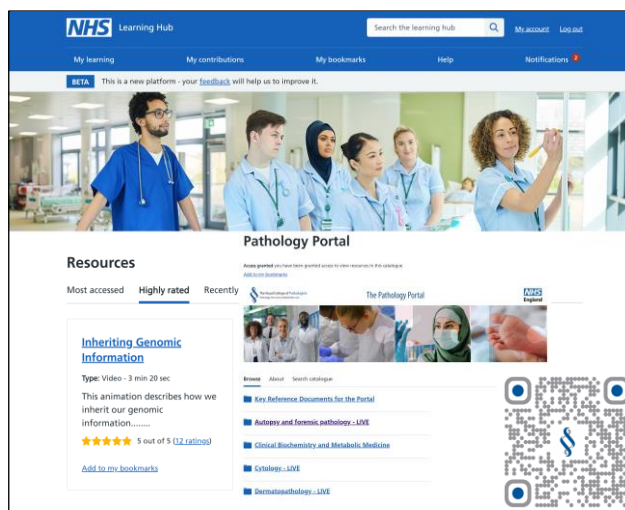 NHS Learning Hub
Search the learning hub
My account Log out
My learning My contributions My bookmarks Help Notifications 2
BETA This is a new platform - your feedback will help us to improve it.
Pathology Portal
Access granted you have been granted access to view resources in this catalogue
Add to my bookmarks
Resources
Most accessed Highly rated Recently
The Royal College of Pathologists
The Pathology Portal
NHS
England
Inheriting Genomic
Information
Type: Video - 3 min 20 sec
This animation describes how we
inherit our genomic
information........
5 out of 5 (12 ratings)
Add to my bookmarks
Browse About Search catalogue
Key Reference Documents for the Portal
Autopsy and forensic pathology - LIVE
Clinical Biochemistry and Metabolic Medicine
Cytology - LIVE
Dermatopathology - LIVE